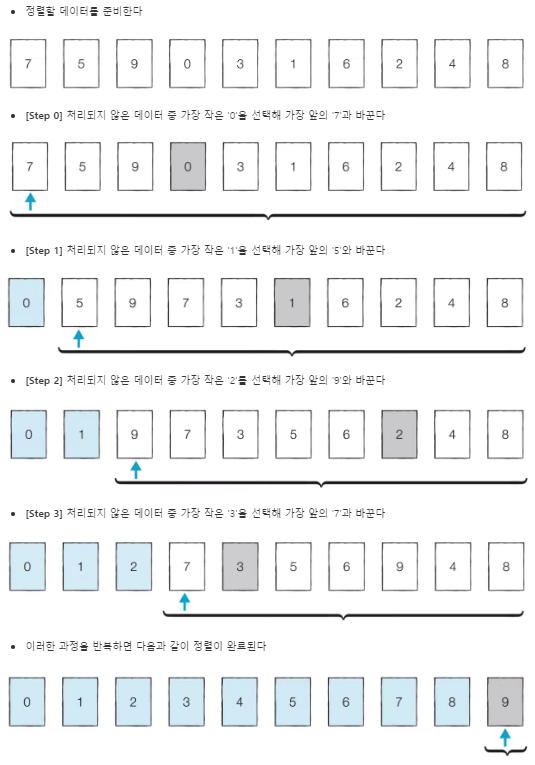 • 정렬할 데이터를 준비한다
7 5 9 0 3 1 6 2 4 8
• [Step 0] 처리되지 않은 데이터 중 가장 작은 '0'을 선택해 가장 앞의 '7'과 바꾼다
7 5 9 0 3 1 6 2 4 8
• [Step 1] 처리되지 않은 데이터 중 가장 작은 '1'을 선택해 가장 앞의 '5'와 바꾼다
0 5 9 7 3 1 6 2 4 8
• [Step 2] 처리되지 않은 데이터 중 가장 작은 '2'를 선택해 가장 앞의 '9'와 바꾼다
0 1 9 7 3 5 6 2 4 8
• [Step 3] 처리되지 않은 데이터 중 가장 작은 '3'을 선택해 가장 앞의 '7'과 바꾼다
0 1 2 7 3 5 6 9 4 8
• 이러한 과정을 반복하면 다음과 같이 정렬이 완료된다
0 1 2 3 4 5 6 7 8 9